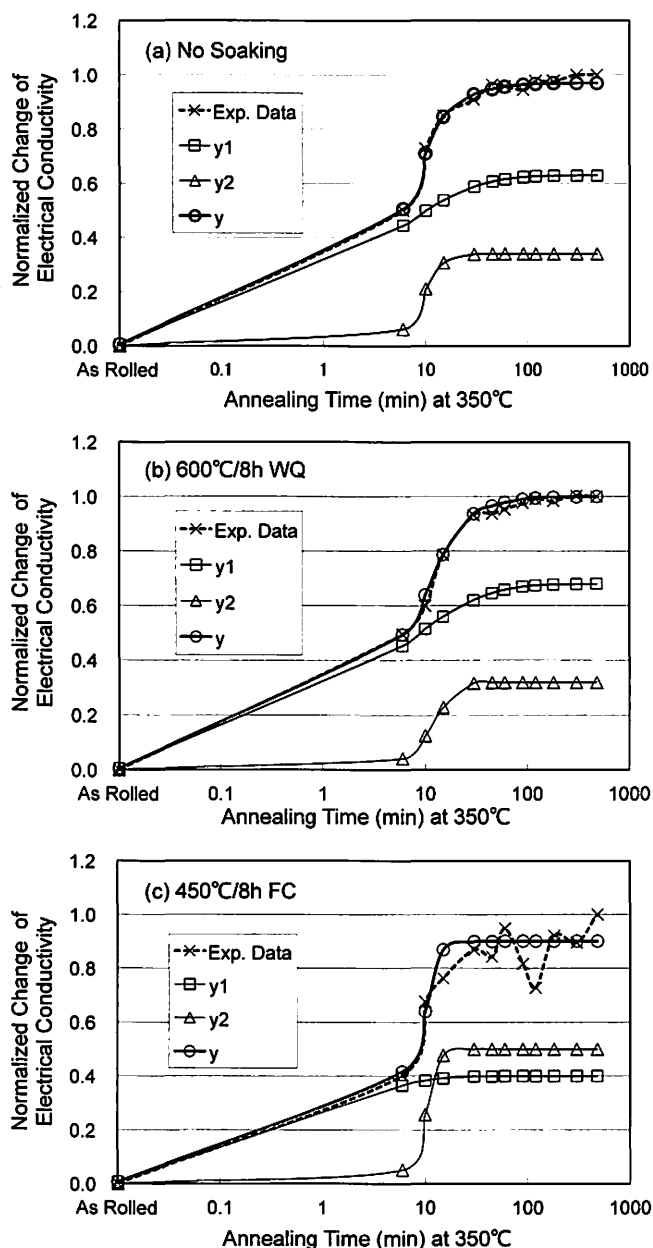 (a) No Soaking
Normalized Change of
Electrical Conductivity
1.2
1.0
0.8
0.6
0.4
0.2
0.0
Exp. Data
y1
y2
y
As Rolled 0.1 1 10 100 1000
Annealing Time (min) at 350℃
(b) 600℃/8h WQ
Normalized Change of
Electrical Conductivity
1.2
1.0
0.8
0.6
0.4
0.2
0.0
Exp. Data
y1
y2
y
As Rolled 0.1 1 10 100 1000
Annealing Time (min) at 350℃
(c) 450℃/8h FC
Normalized Change of
Electrical Conductivity
1.2
1.0
0.8
0.6
0.4
0.2
0.0
Exp. Data
y1
y2
y
As Rolled 0.1 1 10 100 1000
Annealing Time (min) at 350℃